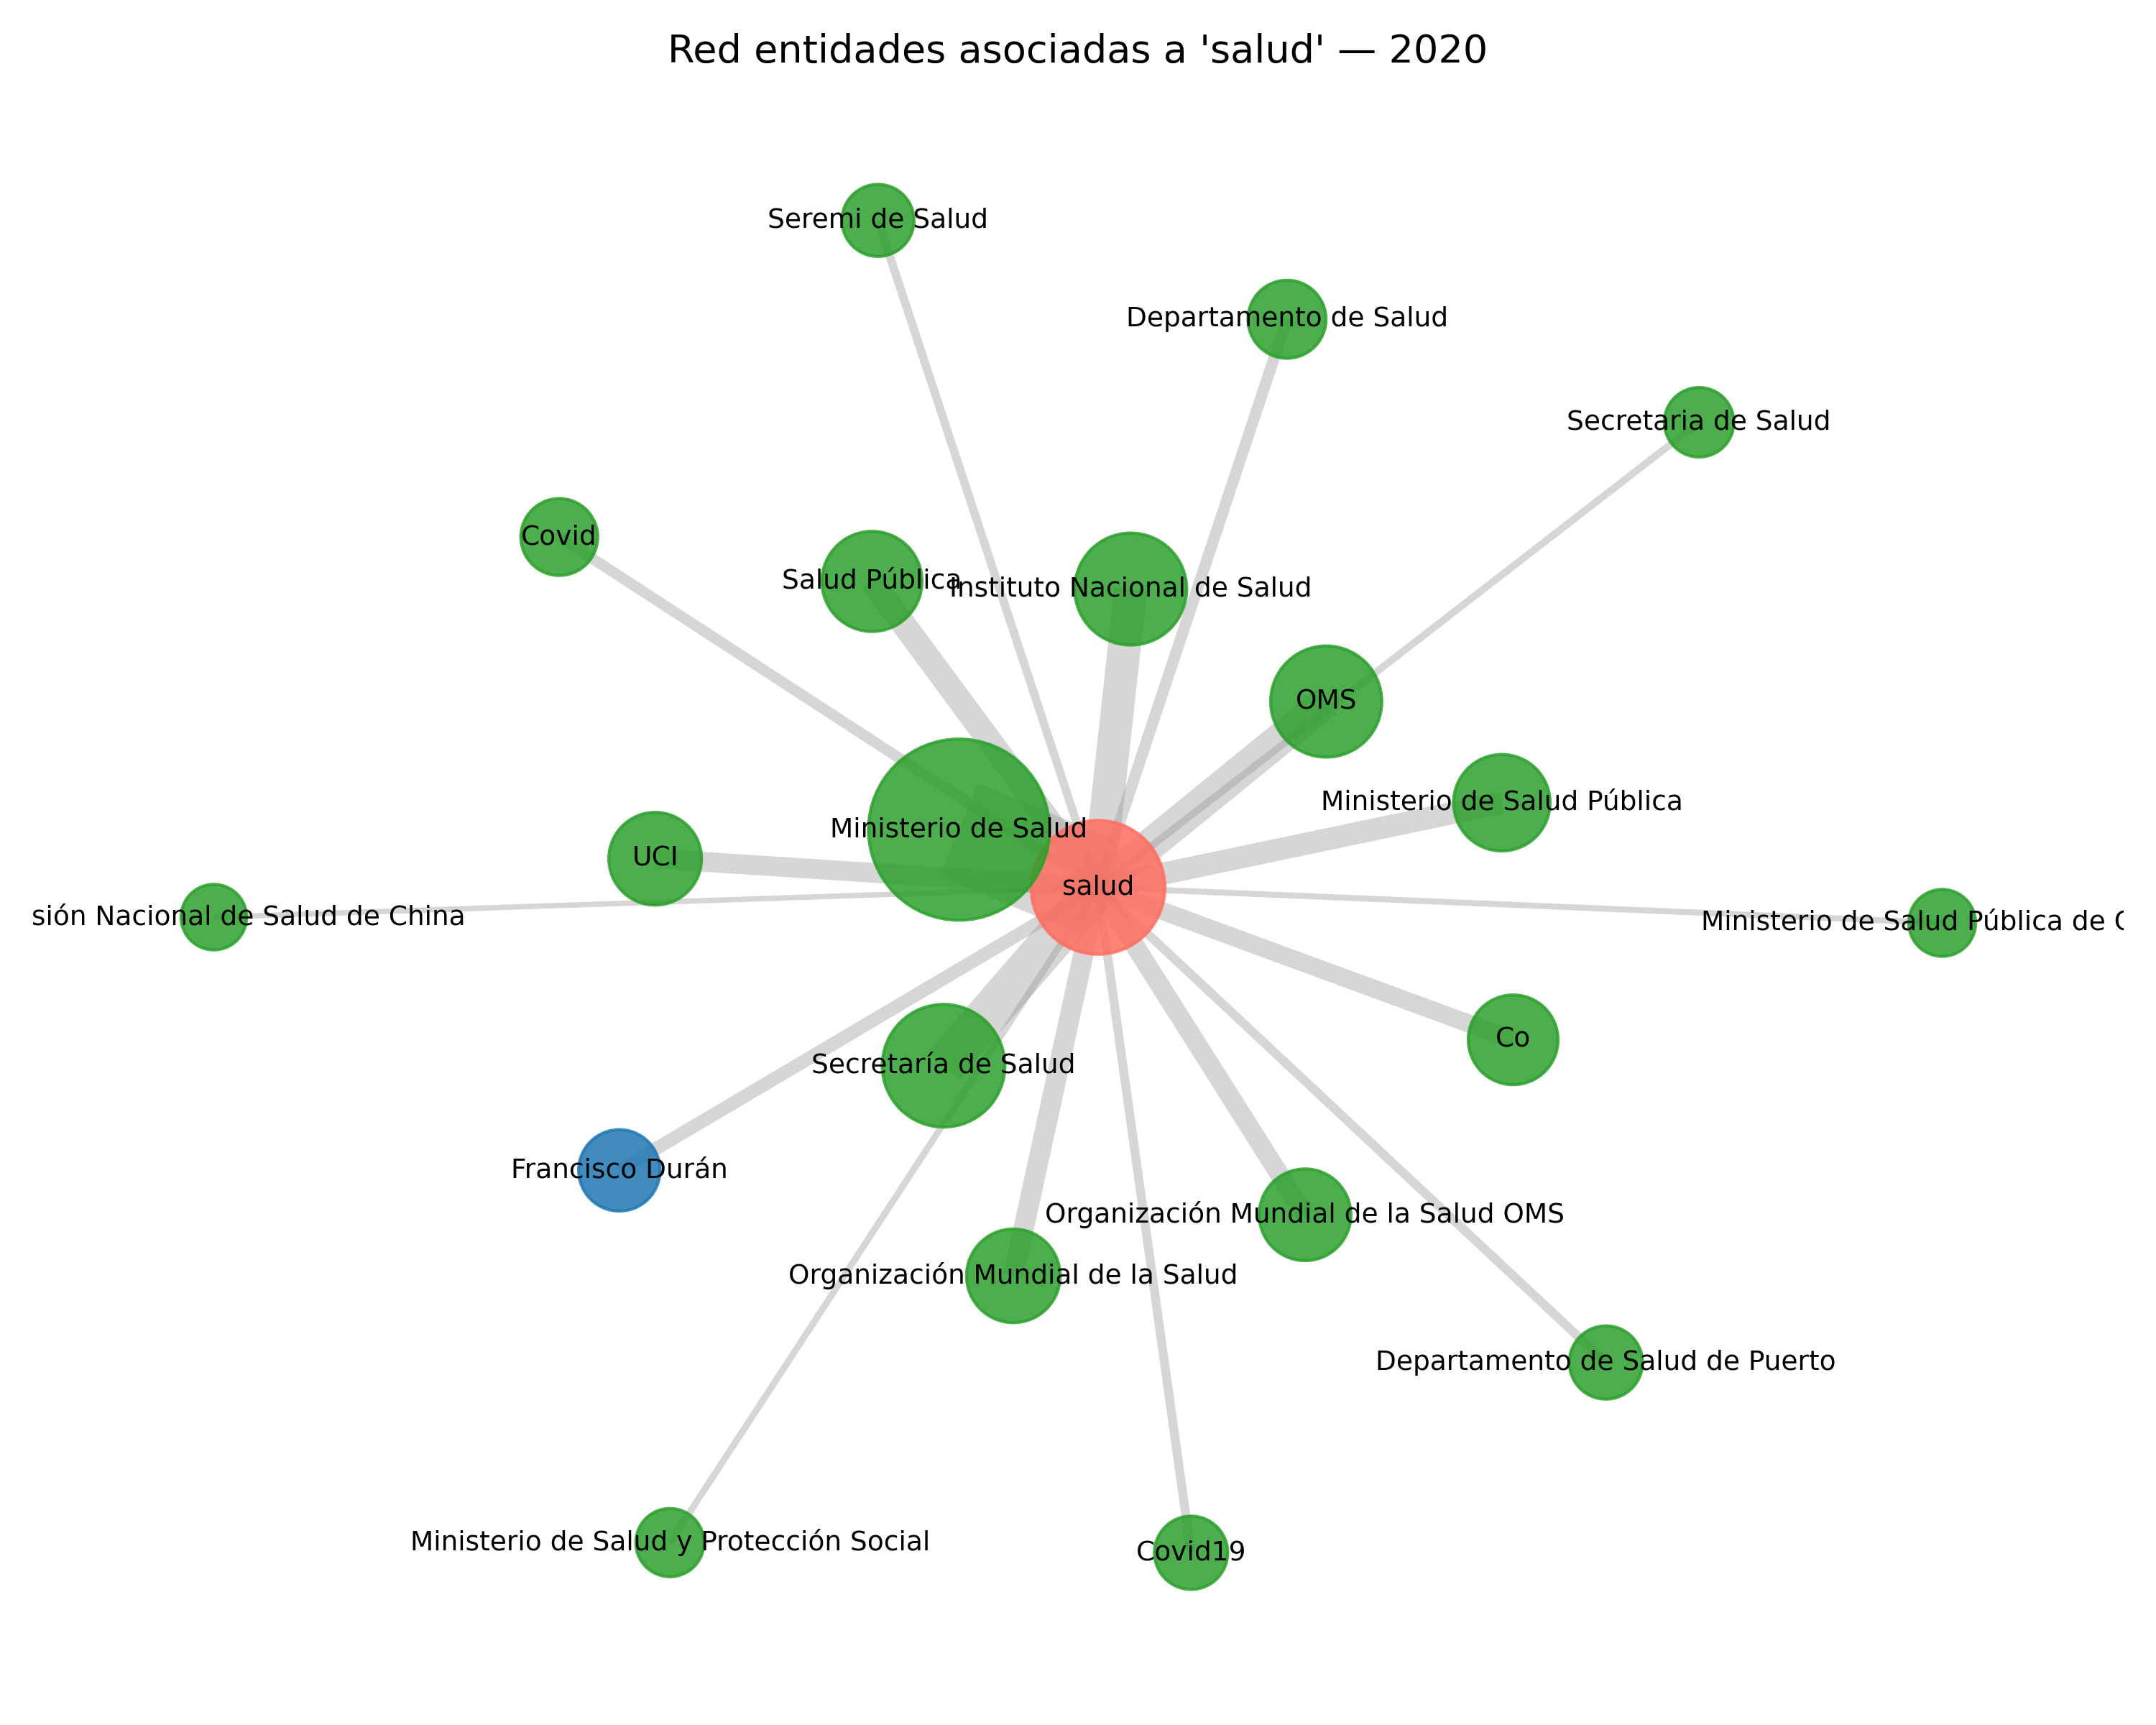 Red entidades asociadas a 'salud' — 2020
Seremi de Salud
Departamento de Salud
Secretaria de Salud
Covid
Salud Pública
Instituto Nacional de Salud
OMS
Ministerio de Salud Pública
Ministerio de Salud
UCI
salud
sión Nacional de Salud de China
Ministerio de Salud Pública de C
Co
Secretaría de Salud
Francisco Durán
Organización Mundial de la Salud OMS
Organización Mundial de la Salud
Departamento de Salud de Puerto
Ministerio de Salud y Protección Social
Covid19